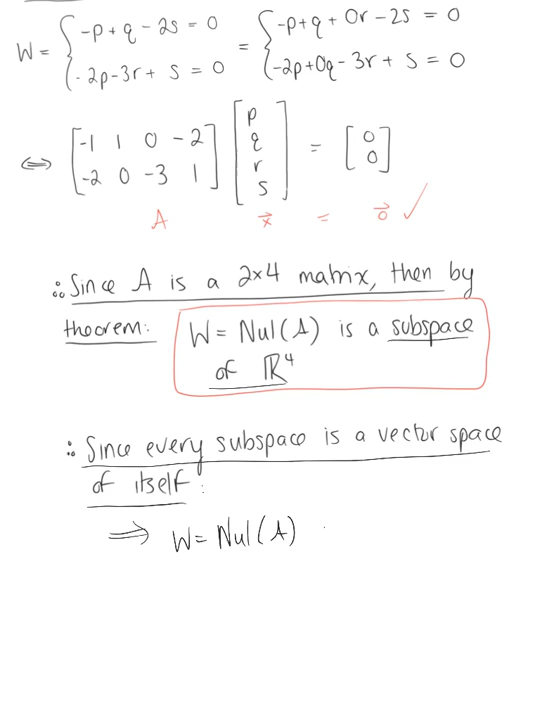 W = { -p + q - 2s = 0 = { -p + q + 0r - 2s = 0
-2p - 3r + s = 0 -2p + 0q - 3r + s = 0
⟺ [-1 1 0 -2] [p q r s] = [0 0]
[-2 0 -3 1]
A x⃗ = 0⃗ ✓
∴ Since A is a 2×4 matrix, then by
theorem: W = Nul(A) is a subspace
of ℝ⁴
∴ Since every subspace is a vector space
of itself:
⟹ W = Nul(A)